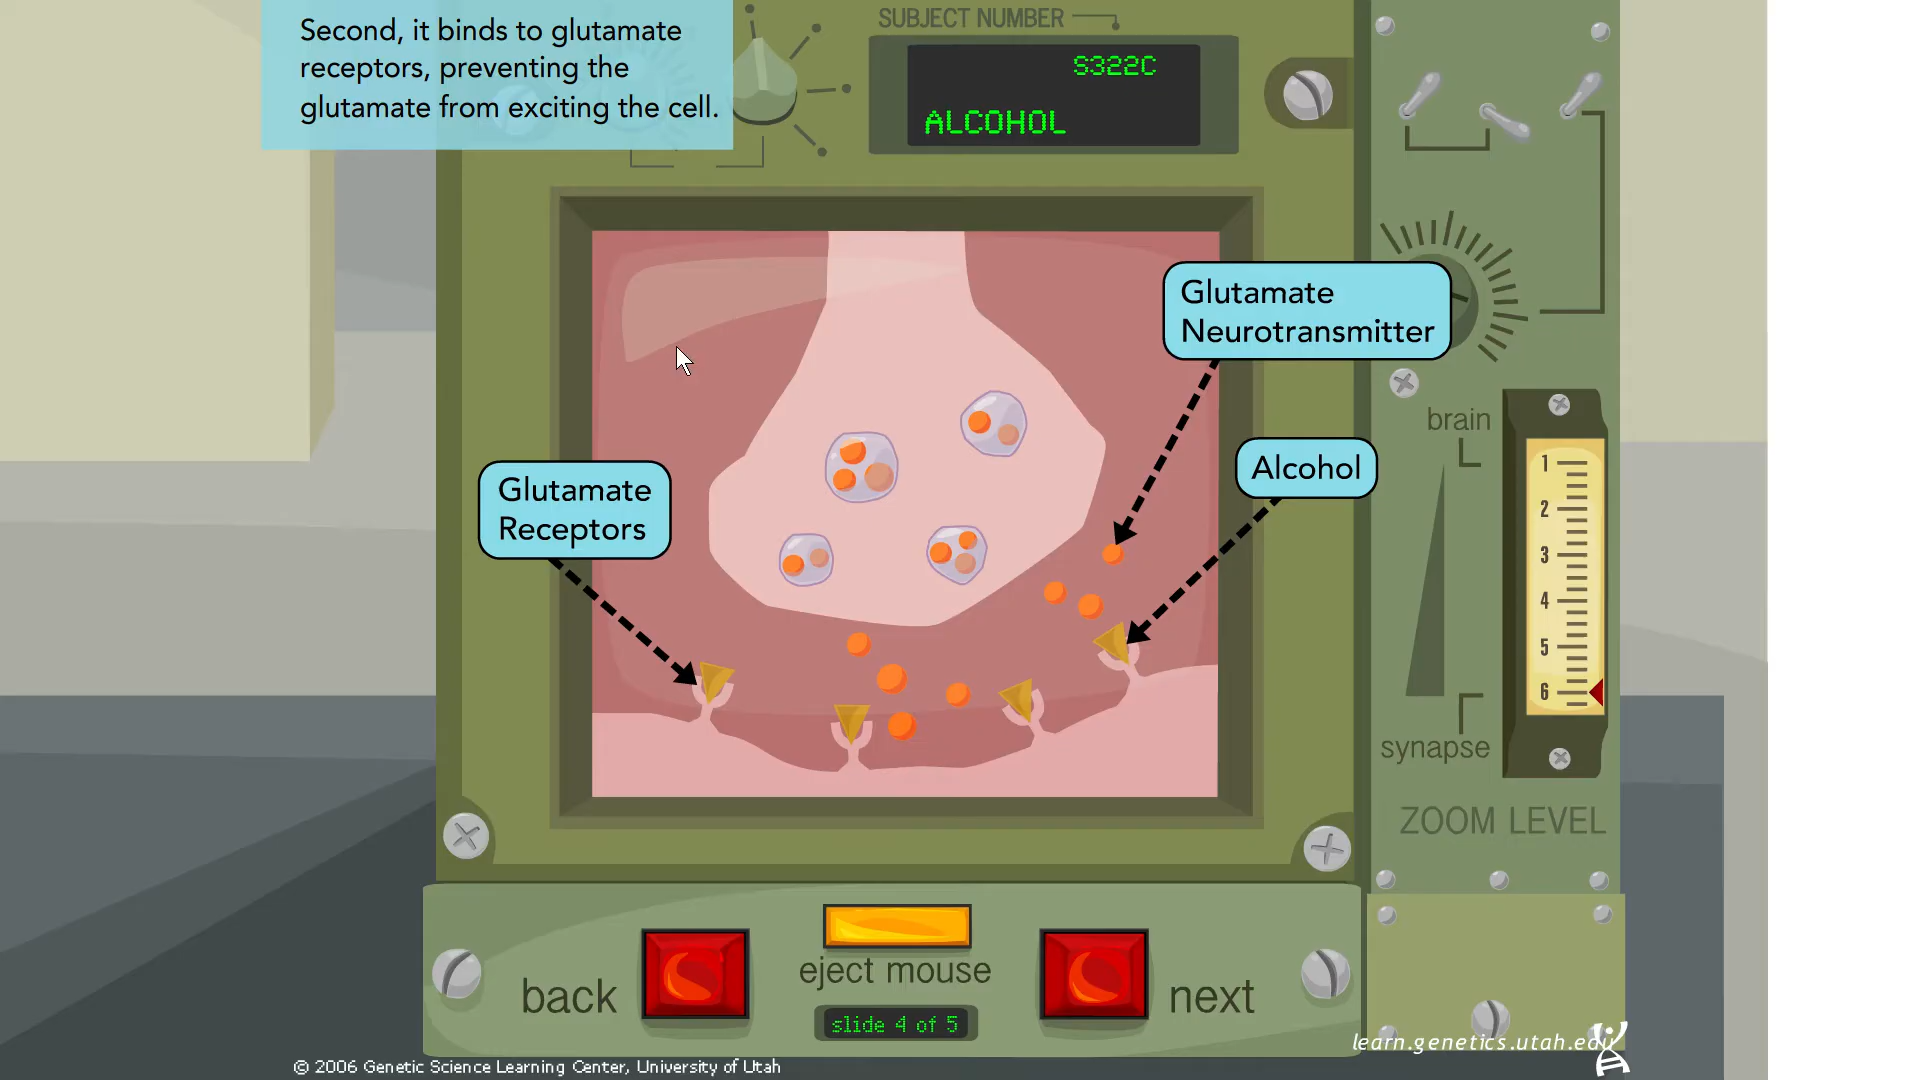 Second, it binds to glutamate
receptors, preventing the
glutamate from exciting the cell.
SUBJECT NUMBER
S322C
ALCOHOL
Glutamate
Neurotransmitter
Alcohol
Glutamate
Receptors
brain
1
2
3
4
5
6
synapse
ZOOM LEVEL
back
eject mouse
next
slide 4 of 5
learn.genetics.utah.edu
© 2006 Genetic Science Learning Center, University of Utah